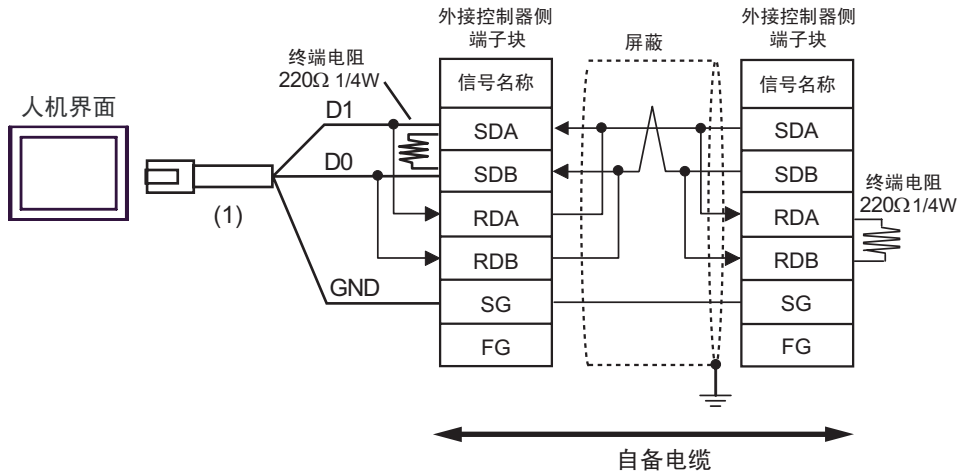 外接控制器侧
端子块
外接控制器侧
端子块
终端电阻
220Ω 1/4W
屏蔽
人机界面
信号名称
信号名称
D1
SDA
SDA
D0
SDB
SDB
终端电阻
220Ω1/4W
(1)
RDA
RDA
RDB
RDB
GND
SG
SG
FG
FG
自备电缆